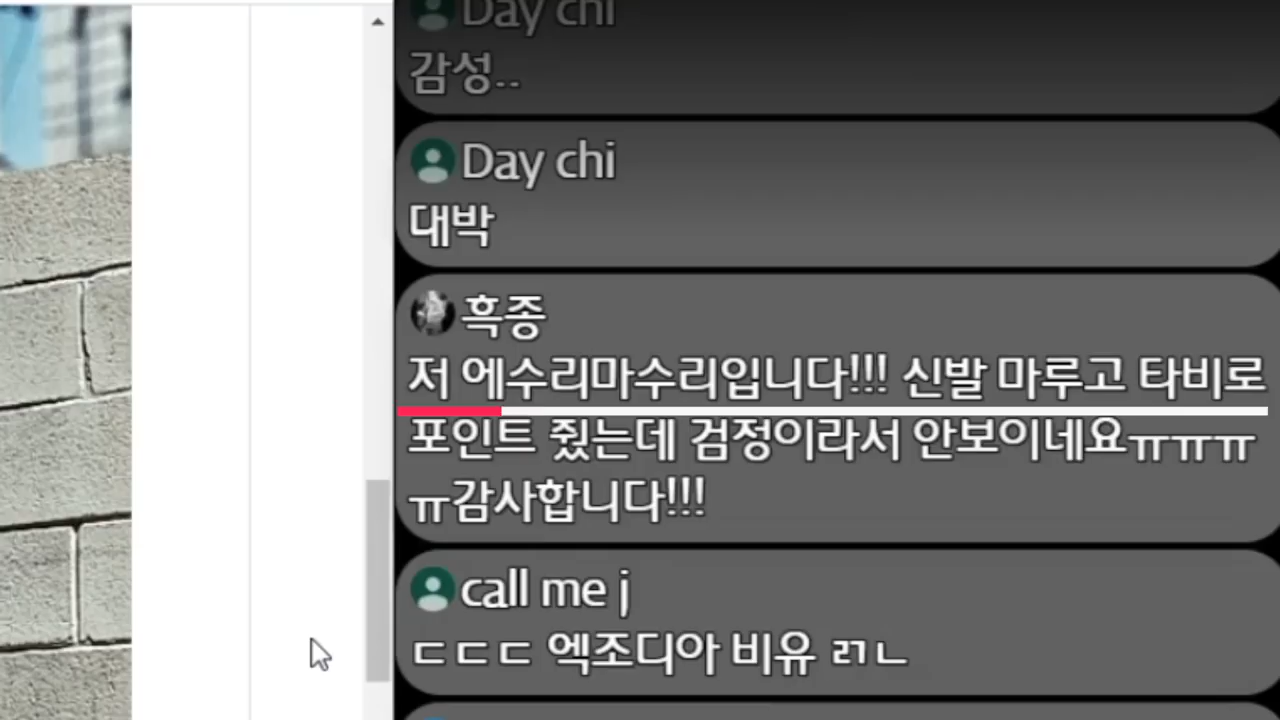 Day chi
감성..
Day chi
대박
흑종
저 에수리마수리입니다!!! 신발 마루고 타비로
포인트 줬는데 검정이라서 안보이네요ㅠㅠㅠ
ㅠ감사합니다!!!
call me j
ㄷㄷㄷ 엑조디아 비유 ㄺㄴ